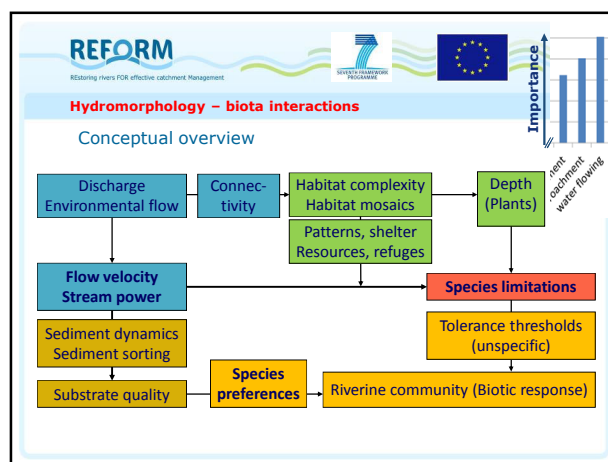 REFORM
REstoring rivers FOR effective catchment Management
SEVENTH FRAMEWORK
PROGRAMME
Hydromorphology – biota interactions
Conceptual overview
Importance
water flowing
Discharge
Environmental flow
Connec-
tivity
Habitat complexity
Habitat mosaics
Depth
(Plants)
Patterns, shelter
Resources, refuges
Flow velocity
Stream power
Species limitations
Sediment dynamics
Sediment sorting
Tolerance thresholds
(unspecific)
Substrate quality
Species
preferences
Riverine community (Biotic response)